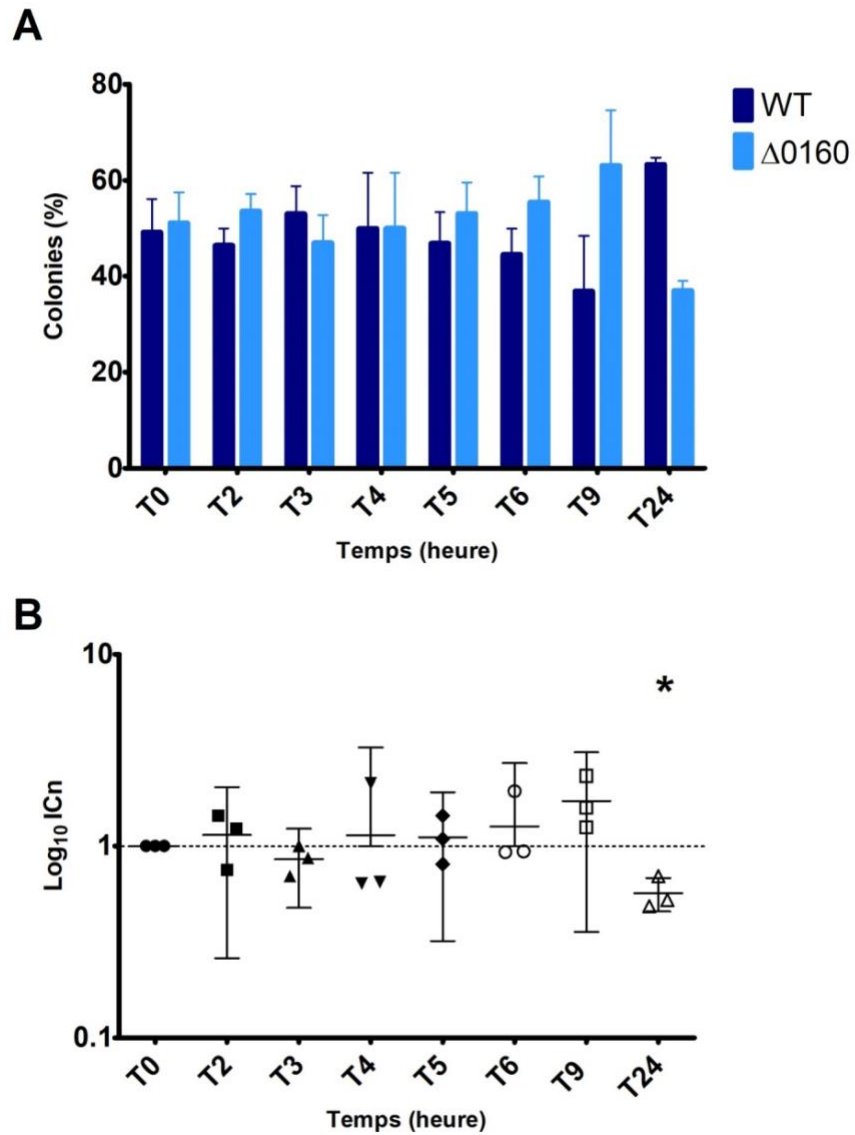 A
Colonies (%)
80
60
40
20
0
T0 T2 T3 T4 T5 T6 T9 T24
Temps (heure)
WT
Δ0160
B
Log10 ICn
10
1
0.1
*
T0 T2 T3 T4 T5 T6 T9 T24
Temps (heure)